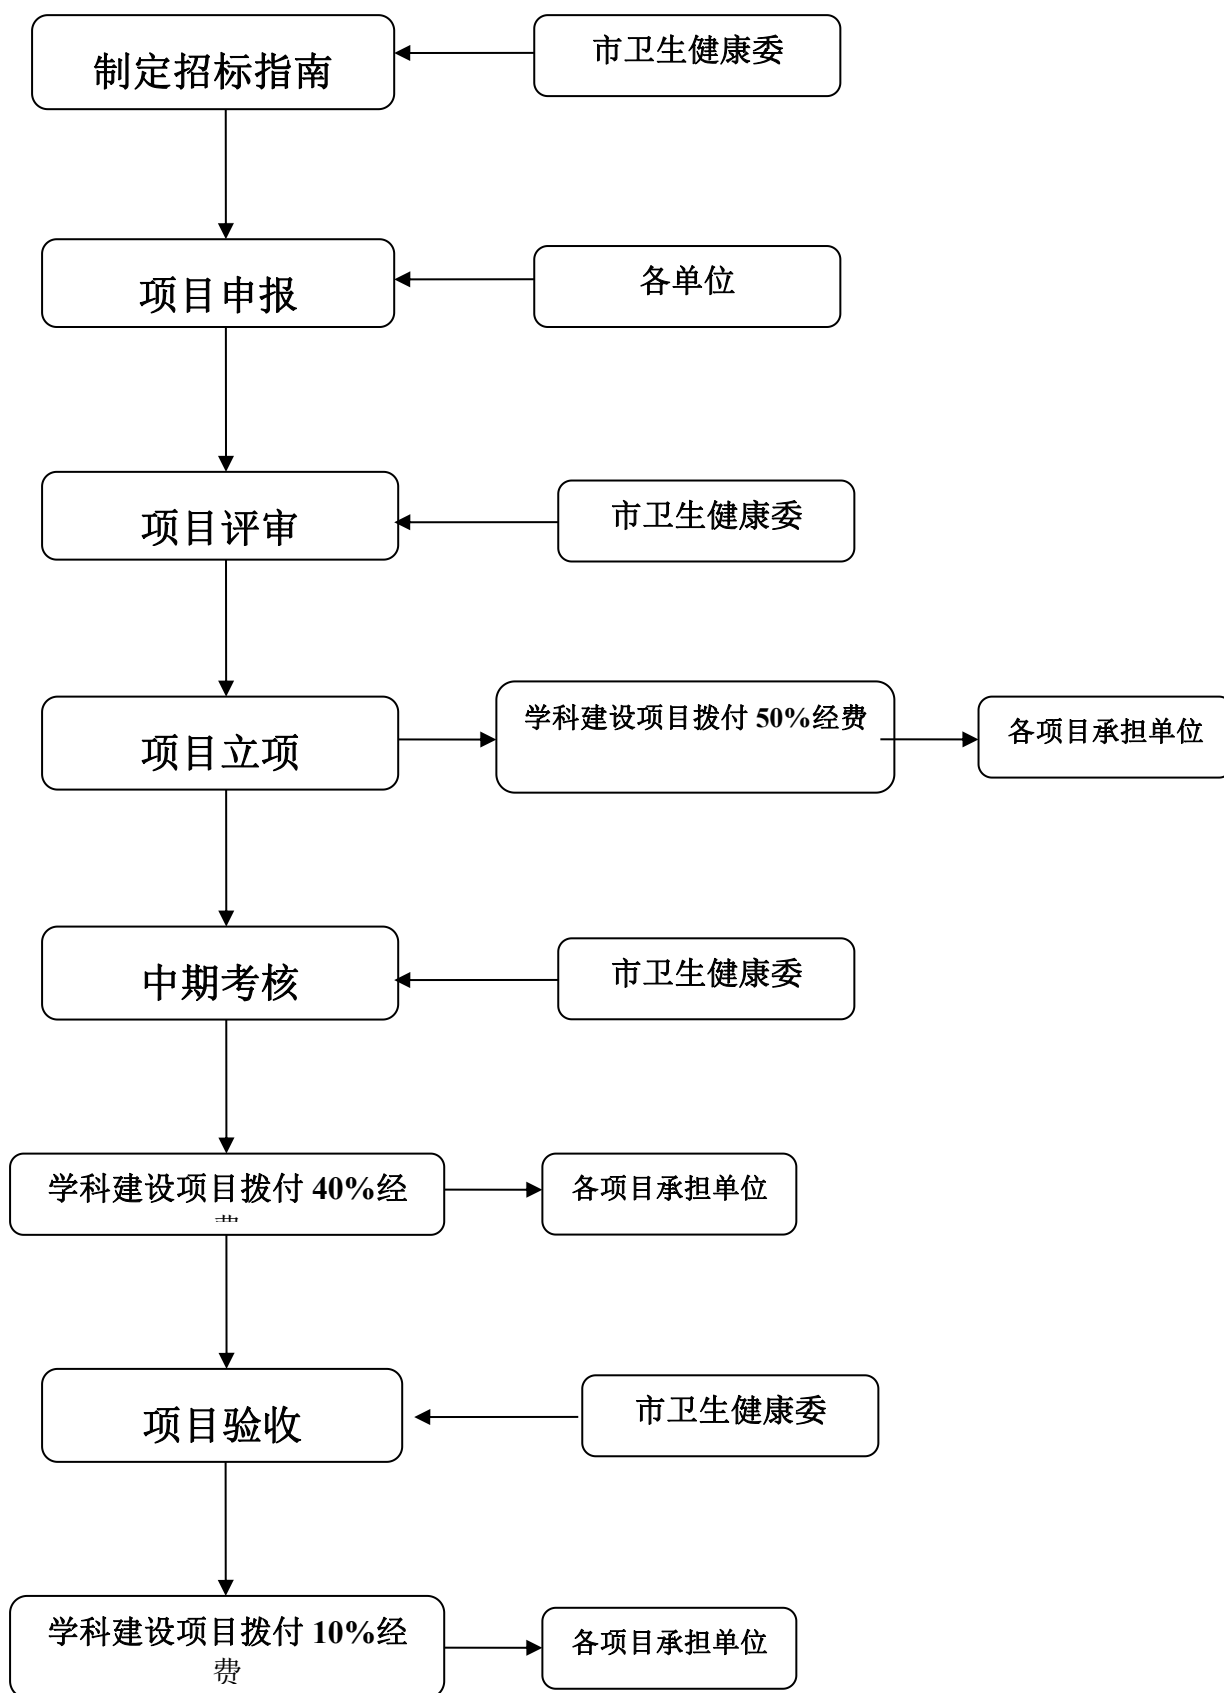 制定招标指南
市卫生健康委
项目申报
各单位
项目评审
市卫生健康委
项目立项
学科建设项目拨付 50%经费
各项目承担单位
中期考核
市卫生健康委
学科建设项目拨付 40%经
各项目承担单位
项目验收
市卫生健康委
学科建设项目拨付 10%经
费
各项目承担单位